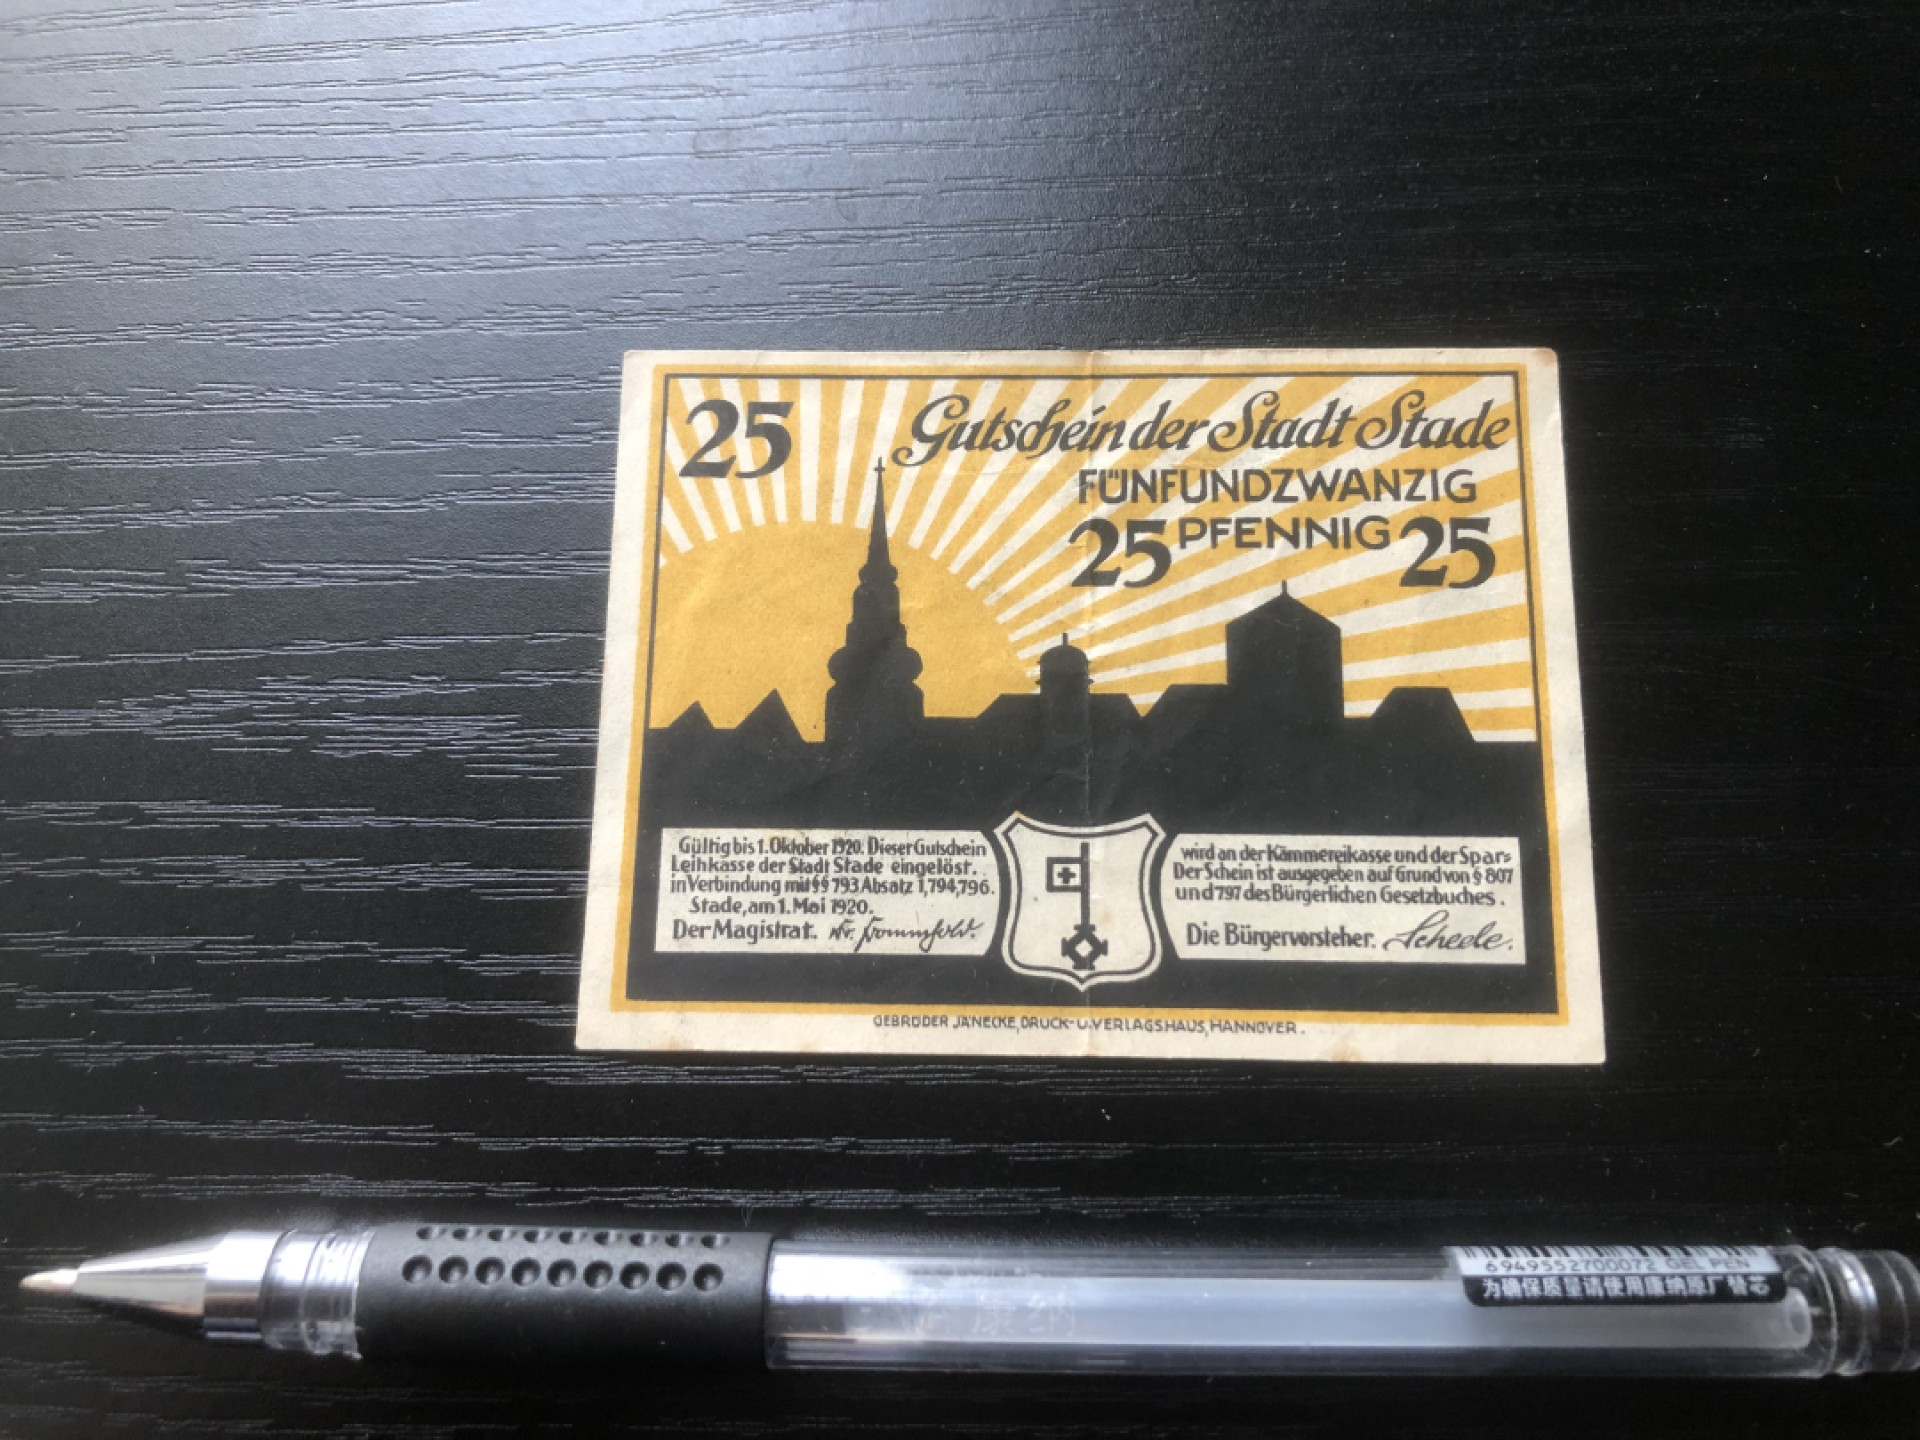 25
Gutschein der Stadt Stade
FÜNFUNDZWANZIG
25 PFENNIG 25
Gültig bis 1. Oktober 1920. Dieser Gutschein
Leihkasse der Stadt Stade eingelöst.
in Verbindung mit §§ 793 Absatz 1,794,796.
Stade, am 1. Mai 1920.
Der Magistrat.
wird an der Kämmereikasse und der Spar=
Der Schein ist ausgegeben auf Grund von § 807
und 797 des Bürgerlichen Gesetzbuches.
Die Bürgervorsteher. Scheele.
GEBRÜDER JÄNECKE, DRUCK- U. VERLAGSHAUS, HANNOVER.
6949552700072 GEL PEN
为确保质量请使用康纳原厂替芯